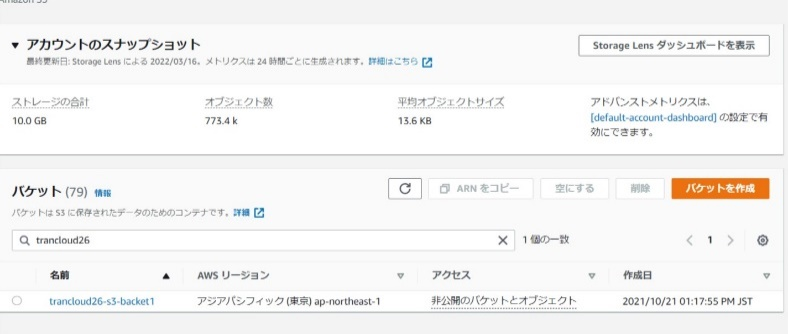 Amazon S3
▼ アカウントのスナップショット
Storage Lens ダッシュボードを表示
最終更新日: Storage Lens による 2022/03/16。メトリクスは 24 時間ごとに生成されます。詳細はこちら
ストレージの合計
オブジェクト数
平均オブジェクトサイズ
アドバンストメトリクスは、
[default-account-dashboard] の設定で有
効にできます。
10.0 GB
773.4 k
13.6 KB
バケット (79) 情報
ARN をコピー
空にする
削除
バケットを作成
バケットは S3 に保存されたデータのためのコンテナです。詳細
trancloud26
1 個の一致
1
名前
AWS リージョン
アクセス
作成日
trancloud26-s3-backet1
アジアパシフィック (東京) ap-northeast-1
非公開のバケットとオブジェクト
2021/10/21 01:17:55 PM JST